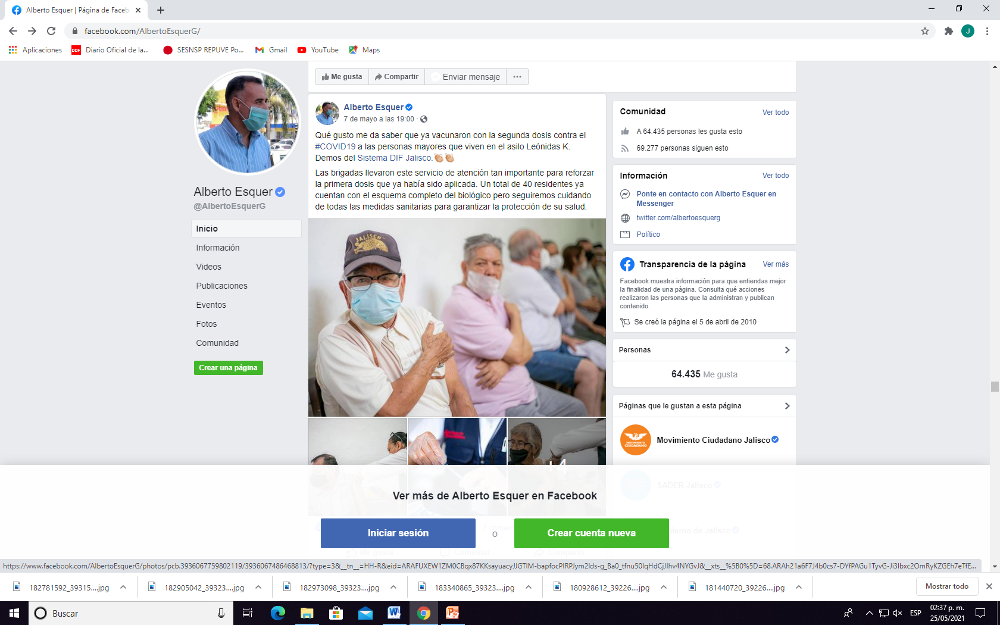 Alberto Esquer | Página de Faceb
facebook.com/AlbertoEsquerG/
J
Aplicaciones
DOF
Diario Oficial de la...
SESNSP REPUVE Po...
Gmail
YouTube
Maps
Me gusta
Compartir
Enviar mensaje
Alberto Esquer
@AlbertoEsquerG
Inicio
Información
Videos
Publicaciones
Eventos
Fotos
Comunidad
Crear una página
Alberto Esquer
7 de mayo a las 19:00 ·
Qué gusto me da saber que ya vacunaron con la segunda dosis contra el
#COVID19 a las personas mayores que viven en el asilo Leónidas K.
Demos del Sistema DIF Jalisco.
Las brigadas llevaron este servicio de atención tan importante para reforzar
la primera dosis que ya había sido aplicada. Un total de 40 residentes ya
cuentan con el esquema completo del biológico pero seguiremos cuidando
de todas las medidas sanitarias para garantizar la protección de su salud.
JALISCO
+4
Comunidad
Ver todo
A 64.435 personas les gusta esto
69.277 personas siguen esto
Información
Ver todo
Ponte en contacto con Alberto Esquer en
Messenger
twitter.com/albertoesquerg
Político
Transparencia de la página
Ver más
Facebook muestra información para que entiendas mejor
la finalidad de una página. Consulta qué acciones
realizaron las personas que la administran y publican
contenido.
Se creó la página el 5 de abril de 2010
Personas
64.435 Me gusta
Páginas que le gustan a esta página
MOVIMIENTO
CIUDADANO
Movimiento Ciudadano Jalisco
SADER Jalisco
Gobierno de Jalisco
Ver más de Alberto Esquer en Facebook
Iniciar sesión
o
Crear cuenta nueva
Me gusta
Comentar
Compartir
https://www.facebook.com/AlbertoEsquerG/photos/pcb.3936067759802119/3936067486468813/?type=3&__tn__=HH-R&eid=
182781592_39315....jpg
182905042_39323....jpg
182973098_39323....jpg
183340865_39323....jpg
180928612_39226....jpg
181440720_39226....jpg
Mostrar todo
Buscar
ESP
02:37 p. m.
25/05/2021